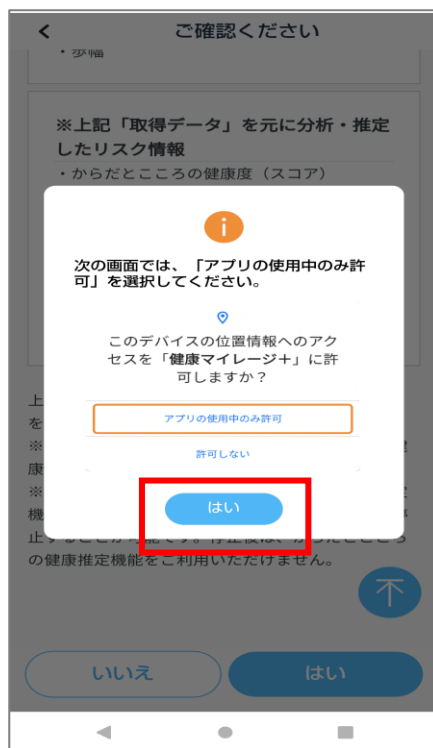 ご確認ください
・歩幅
※上記「取得データ」を元に分析・推定
したリスク情報
・からだとこころの健康度（スコア）
次の画面では、「アプリの使用中のみ許
可」を選択してください。
このデバイスの位置情報へのアク
セスを「健康マイレージ+」に許
可しますか？
アプリの使用中のみ許可
許可しない
はい
上
を
※
康
※
機
の健康推定機能をご利用いただけません。
いいえ
はい